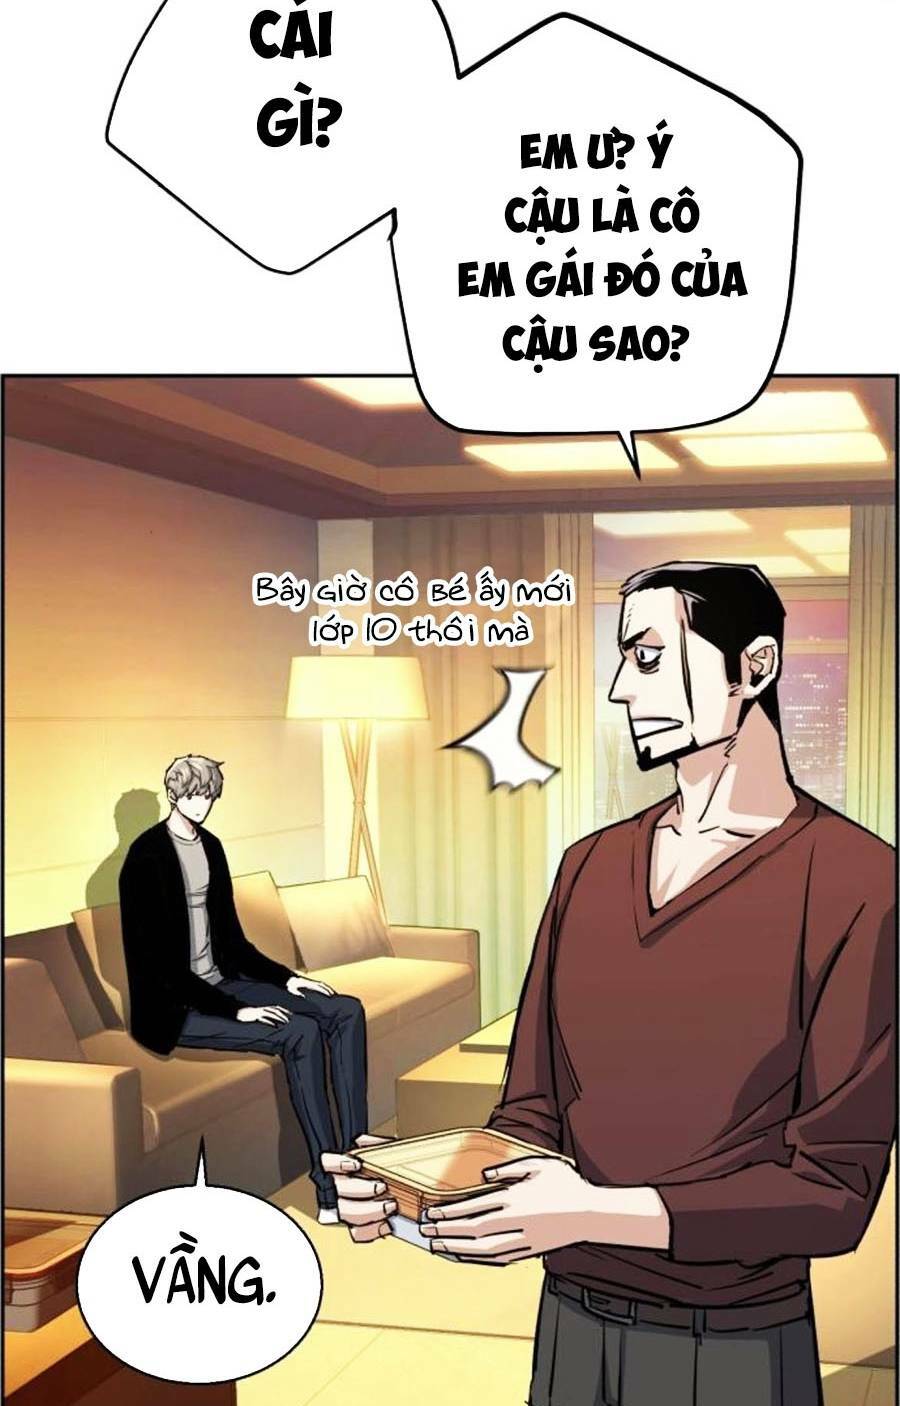 CÁI
GÌ?
EM Ư? Ý
CẬU LÀ CÔ
EM GÁI ĐÓ CỦA
CẬU SAO?
Bây giờ cô bé ấy mới
lớp 10 thôi mà
VẦNG.